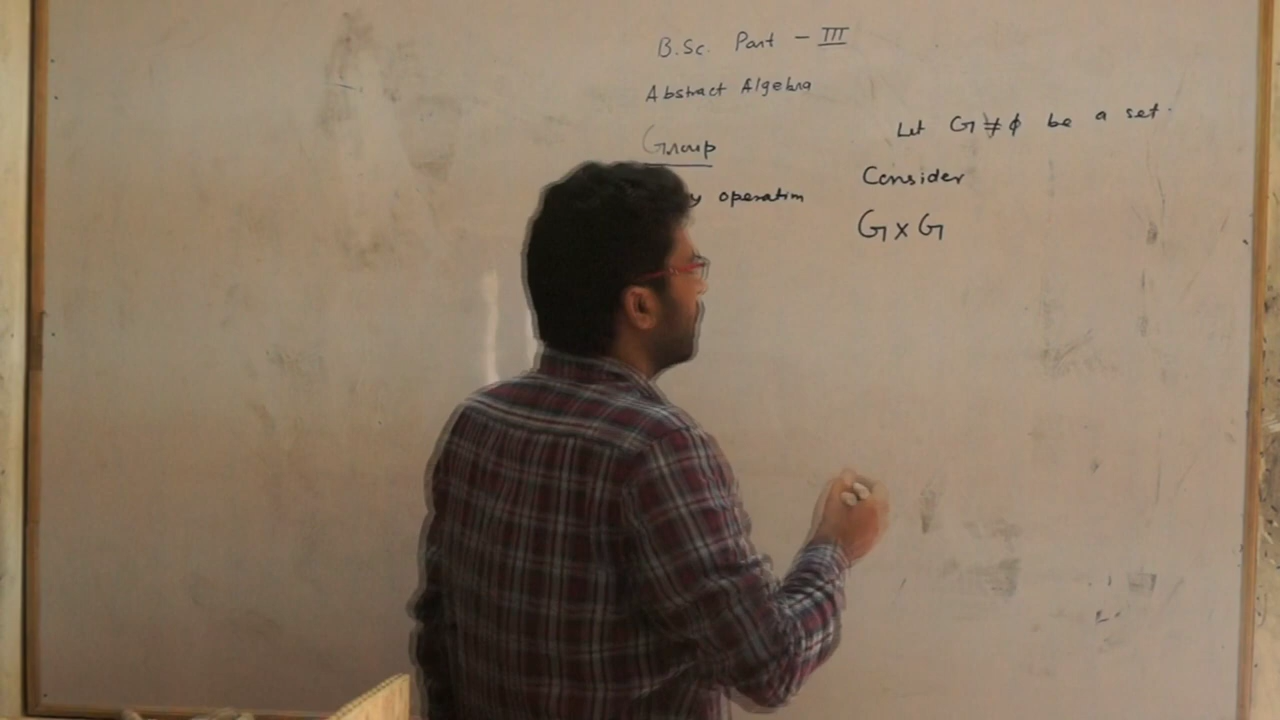 B.Sc. Part - III
Abstract Algebra
Group
operation
Let G ≠ ϕ be a set.
Consider
G x G